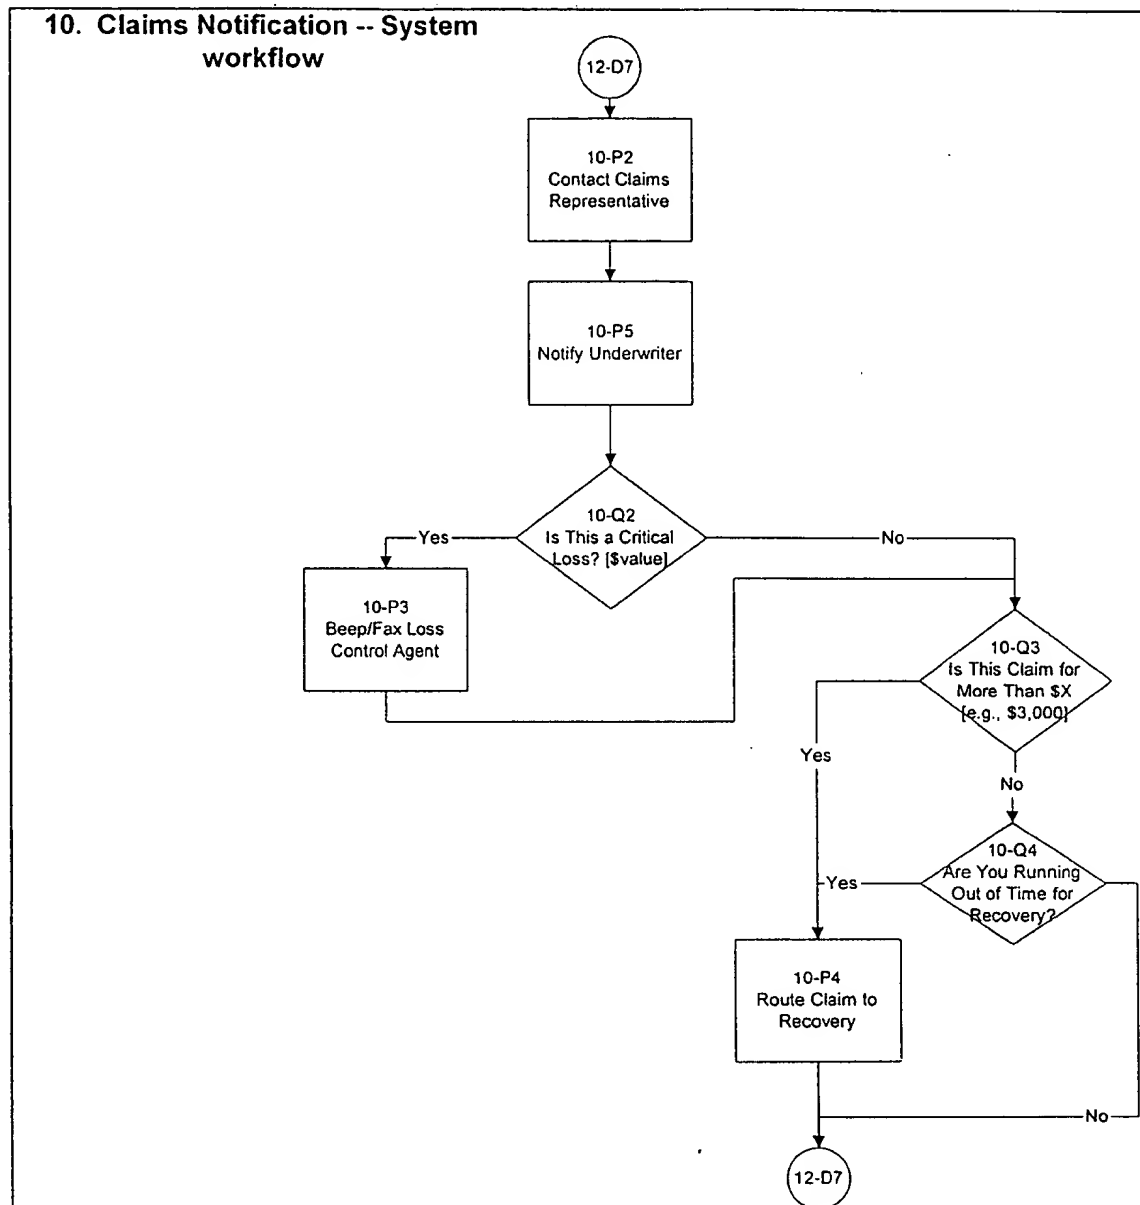 10. Claims Notification -- System
workflow
12-D7
10-P2
Contact Claims
Representative
10-P5
Notify Underwriter
10-Q2
Is This a Critical
Loss? [$value]
Yes
No
10-P3
Beep/Fax Loss
Control Agent
10-Q3
Is This Claim for
More Than $X
[e.g., $3,000]
Yes
No
10-Q4
Are You Running
Out of Time for
Recovery?
Yes
10-P4
Route Claim to
Recovery
No
12-D7